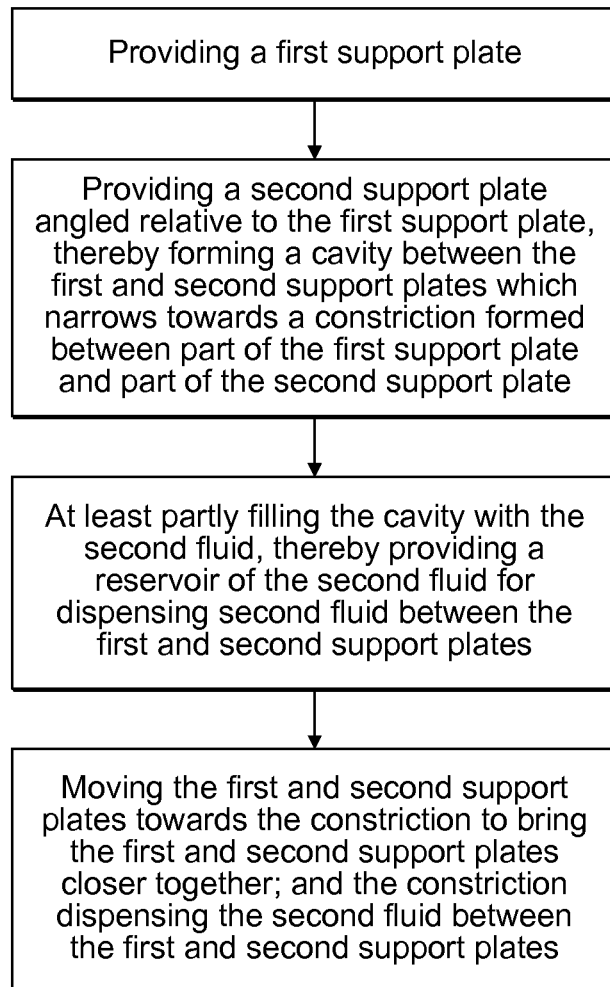 Providing a first support plate
Providing a second support plate
angled relative to the first support plate,
thereby forming a cavity between the
first and second support plates which
narrows towards a constriction formed
between part of the first support plate
and part of the second support plate
At least partly filling the cavity with the
second fluid, thereby providing a
reservoir of the second fluid for
dispensing second fluid between the
first and second support plates
Moving the first and second support
plates towards the constriction to bring
the first and second support plates
closer together; and the constriction
dispensing the second fluid between
the first and second support plates